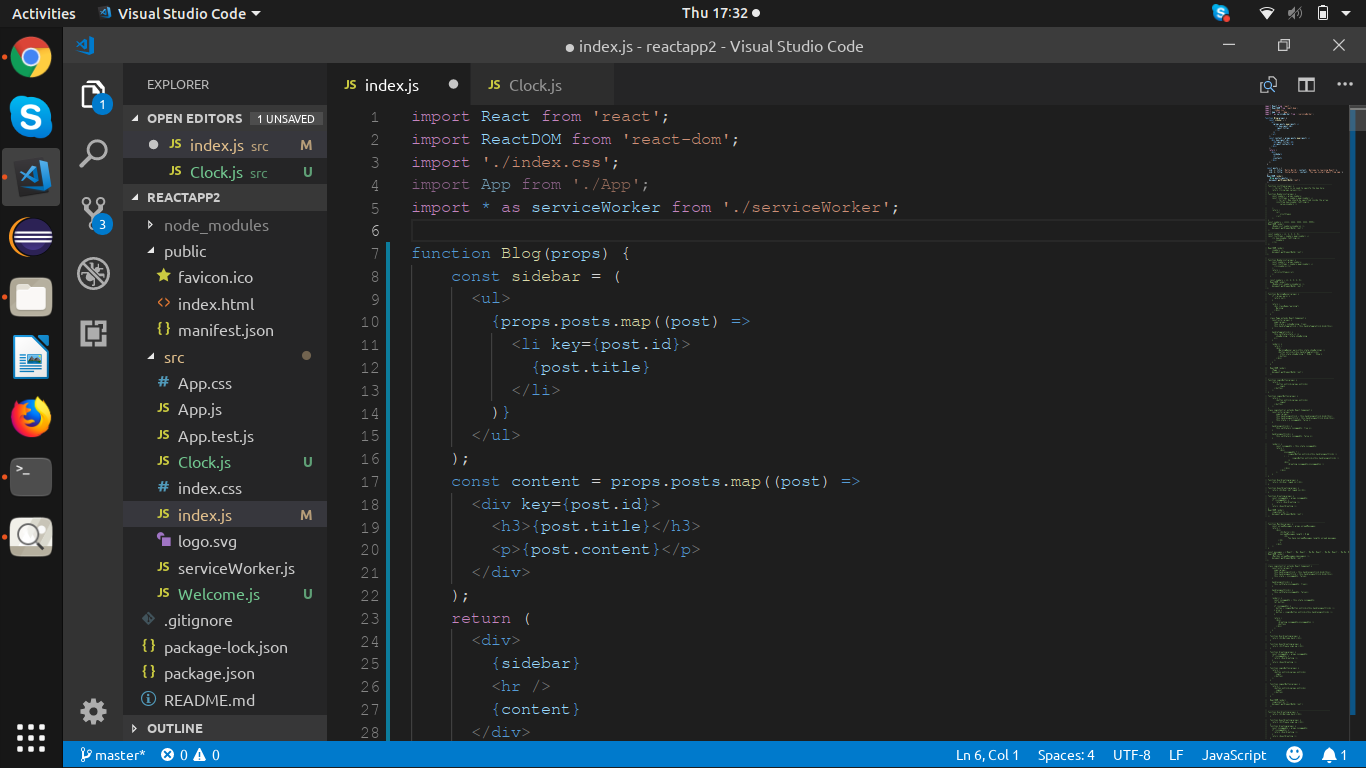 Activities
Visual Studio Code
Thu 17:32
index.js - reactapp2 - Visual Studio Code
EXPLORER
OPEN EDITORS 1 UNSAVED
JS index.js src M
JS Clock.js src U
REACTAPP2
node_modules
public
favicon.ico
<> index.html
{} manifest.json
src
# App.css
JS App.js
JS App.test.js
JS Clock.js U
# index.css
JS index.js M
logo.svg
JS serviceWorker.js
JS Welcome.js U
.gitignore
{} package-lock.json
{} package.json
README.md
OUTLINE
1
3
JS index.js
JS Clock.js
1 import React from 'react';
2 import ReactDOM from 'react-dom';
3 import './index.css';
4 import App from './App';
5 import * as serviceWorker from './serviceWorker';
6
7 function Blog(props) {
8 const sidebar = (
9 <ul>
10 {props.posts.map((post) =>
11 <li key={post.id}>
12 {post.title}
13 </li>
14 )}
15 </ul>
16 );
17 const content = props.posts.map((post) =>
18 <div key={post.id}>
19 <h3>{post.title}</h3>
20 <p>{post.content}</p>
21 </div>
22 );
23 return (
24 <div>
25 {sidebar}
26 <hr />
27 {content}
28 </div>
master* 0 0
Ln 6, Col 1 Spaces: 4 UTF-8 LF JavaScript 1